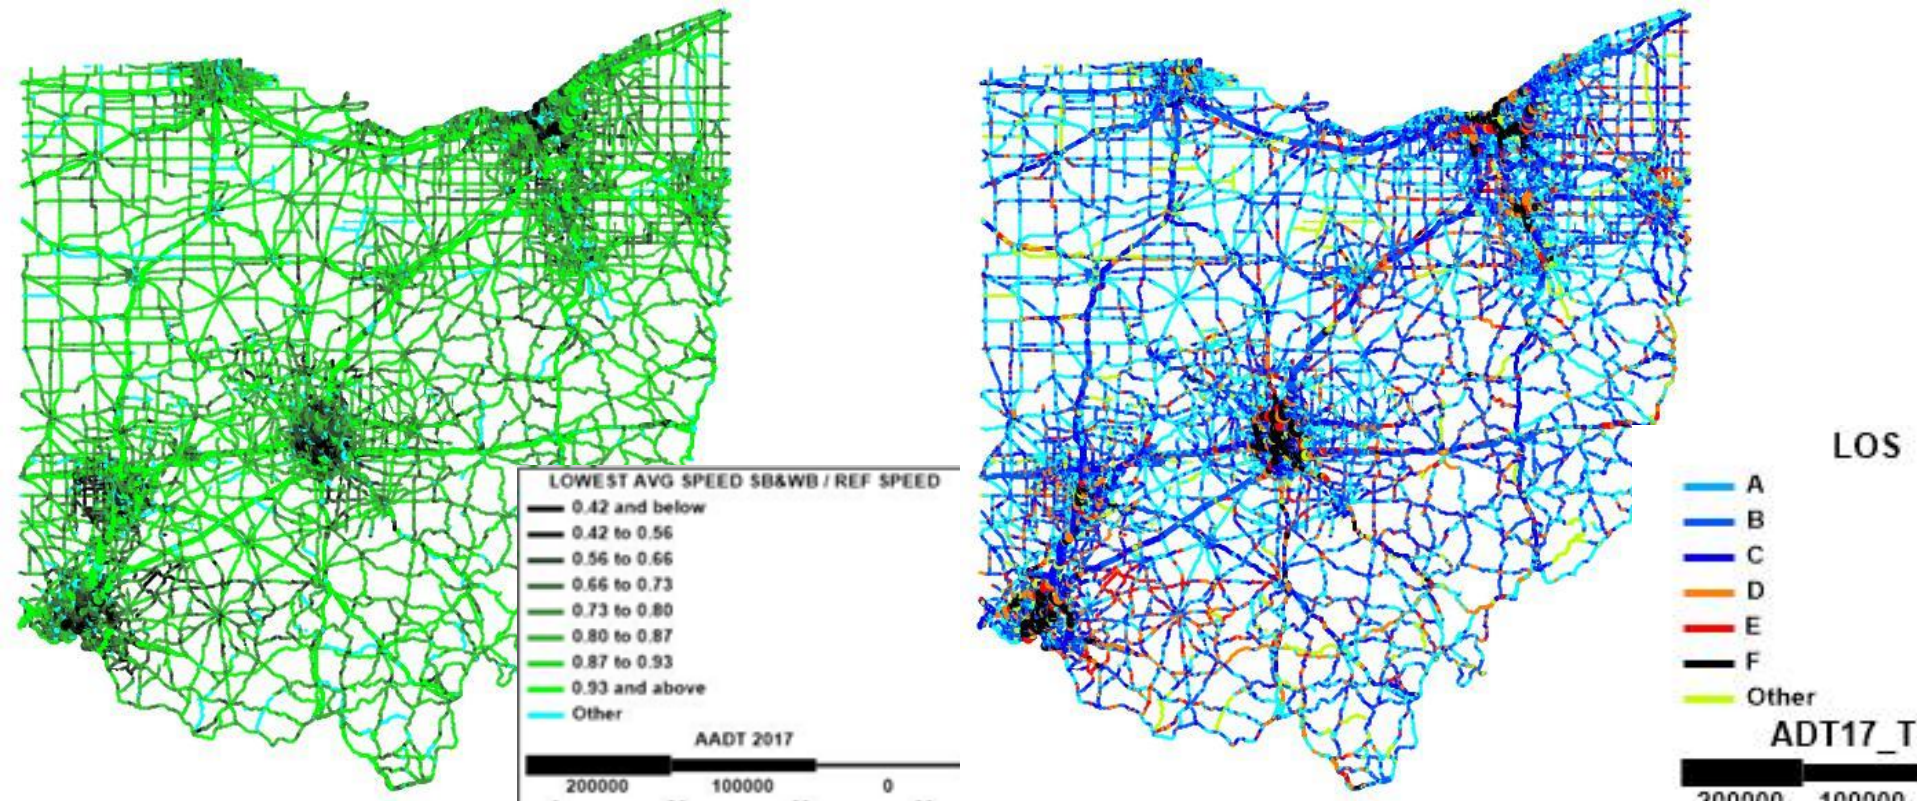 LOWEST AVG SPEED SB&WB / REF SPEED
0.42 and below
0.42 to 0.56
0.56 to 0.66
0.66 to 0.73
0.73 to 0.80
0.80 to 0.87
0.87 to 0.93
0.93 and above
Other
AADT 2017
200000 100000 0
LOS
A
B
C
D
E
F
Other
ADT17_T
200000 100000